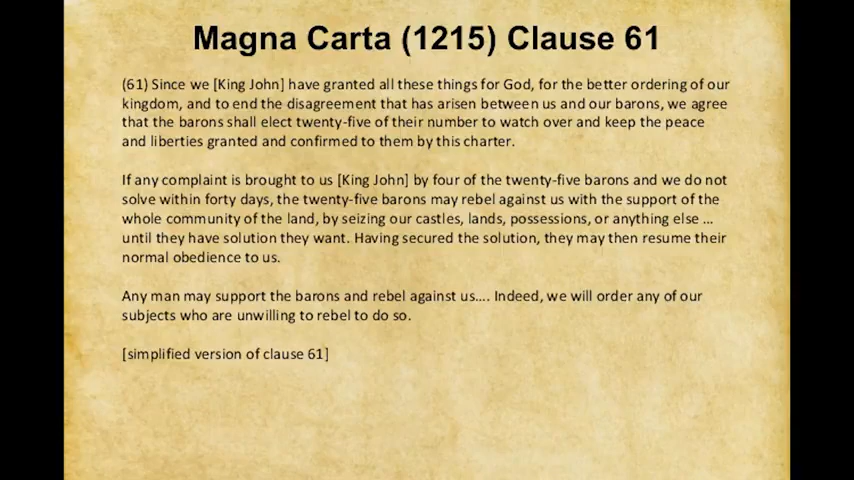 Magna Carta (1215) Clause 61
(61) Since we [King John] have granted all these things for God, for the better ordering of our
kingdom, and to end the disagreement that has arisen between us and our barons, we agree
that the barons shall elect twenty-five of their number to watch over and keep the peace
and liberties granted and confirmed to them by this charter.
If any complaint is brought to us [King John] by four of the twenty-five barons and we do not
solve within forty days, the twenty-five barons may rebel against us with the support of the
whole community of the land, by seizing our castles, lands, possessions, or anything else ...
until they have solution they want. Having secured the solution, they may then resume their
normal obedience to us.
Any man may support the barons and rebel against us.... Indeed, we will order any of our
subjects who are unwilling to rebel to do so.
[simplified version of clause 61]